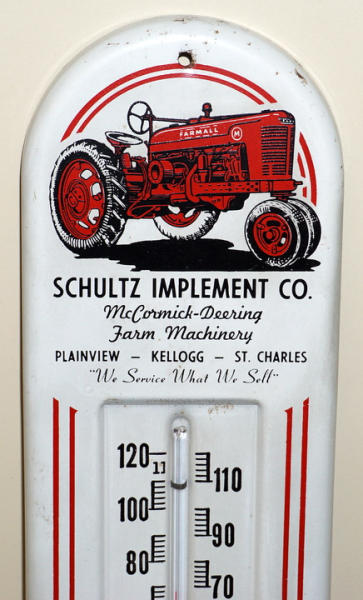 FARMALL M
SCHULTZ IMPLEMENT CO.
McCormick-Deering
Farm Machinery
PLAINVIEW — KELLOGG — ST. CHARLES
"We Service What We Sell"
120
11
110
100
90
80
70